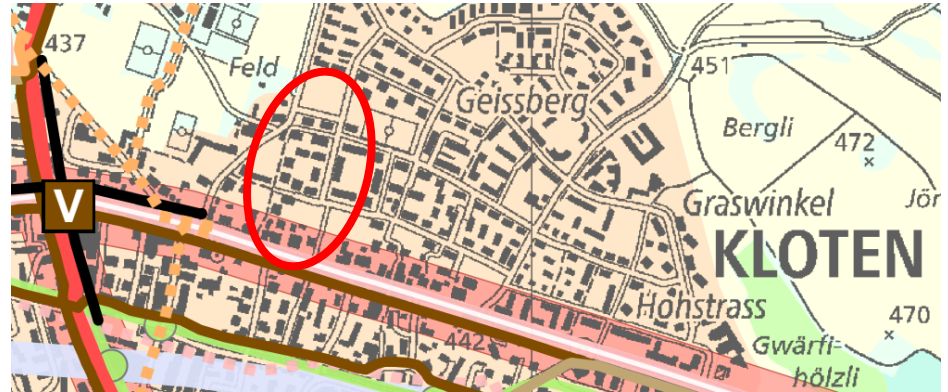 437
Feld
451
Geissberg
Bergli
472
Graswinkel
Jör
V
KLOTEN
Hohstrass
470
442
Gwärfi-
hölzli